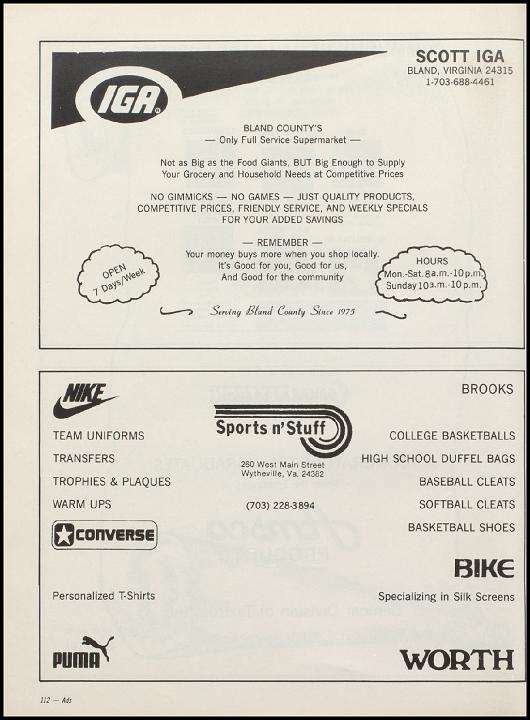 IGA®
SCOTT IGA
BLAND, VIRGINIA 24315
1-703-688-4461
BLAND COUNTY'S
— Only Full Service Supermarket —
Not as Big as the Food Giants, BUT Big Enough to Supply
Your Grocery and Household Needs at Competitive Prices
NO GIMMICKS — NO GAMES — JUST QUALITY PRODUCTS,
COMPETITIVE PRICES, FRIENDLY SERVICE, AND WEEKLY SPECIALS
FOR YOUR ADDED SAVINGS
— REMEMBER —
Your money buys more when you shop locally.
It's Good for you, Good for us,
And Good for the community
OPEN
7 Days/Week
HOURS
Mon.-Sat. 8 a.m.-10 p.m.
Sunday 10 a.m.-10 p.m.
Serving Bland County Since 1975
NIKE
TEAM UNIFORMS
TRANSFERS
TROPHIES & PLAQUES
WARM UPS
CONVERSE
Personalized T-Shirts
PUMA
Sports n' Stuff
260 West Main Street
Wytheville, Va. 24382
(703) 228-3894
BROOKS
COLLEGE BASKETBALLS
HIGH SCHOOL DUFFEL BAGS
BASEBALL CLEATS
SOFTBALL CLEATS
BASKETBALL SHOES
BIKE
Specializing in Silk Screens
WORTH
112 — Ads